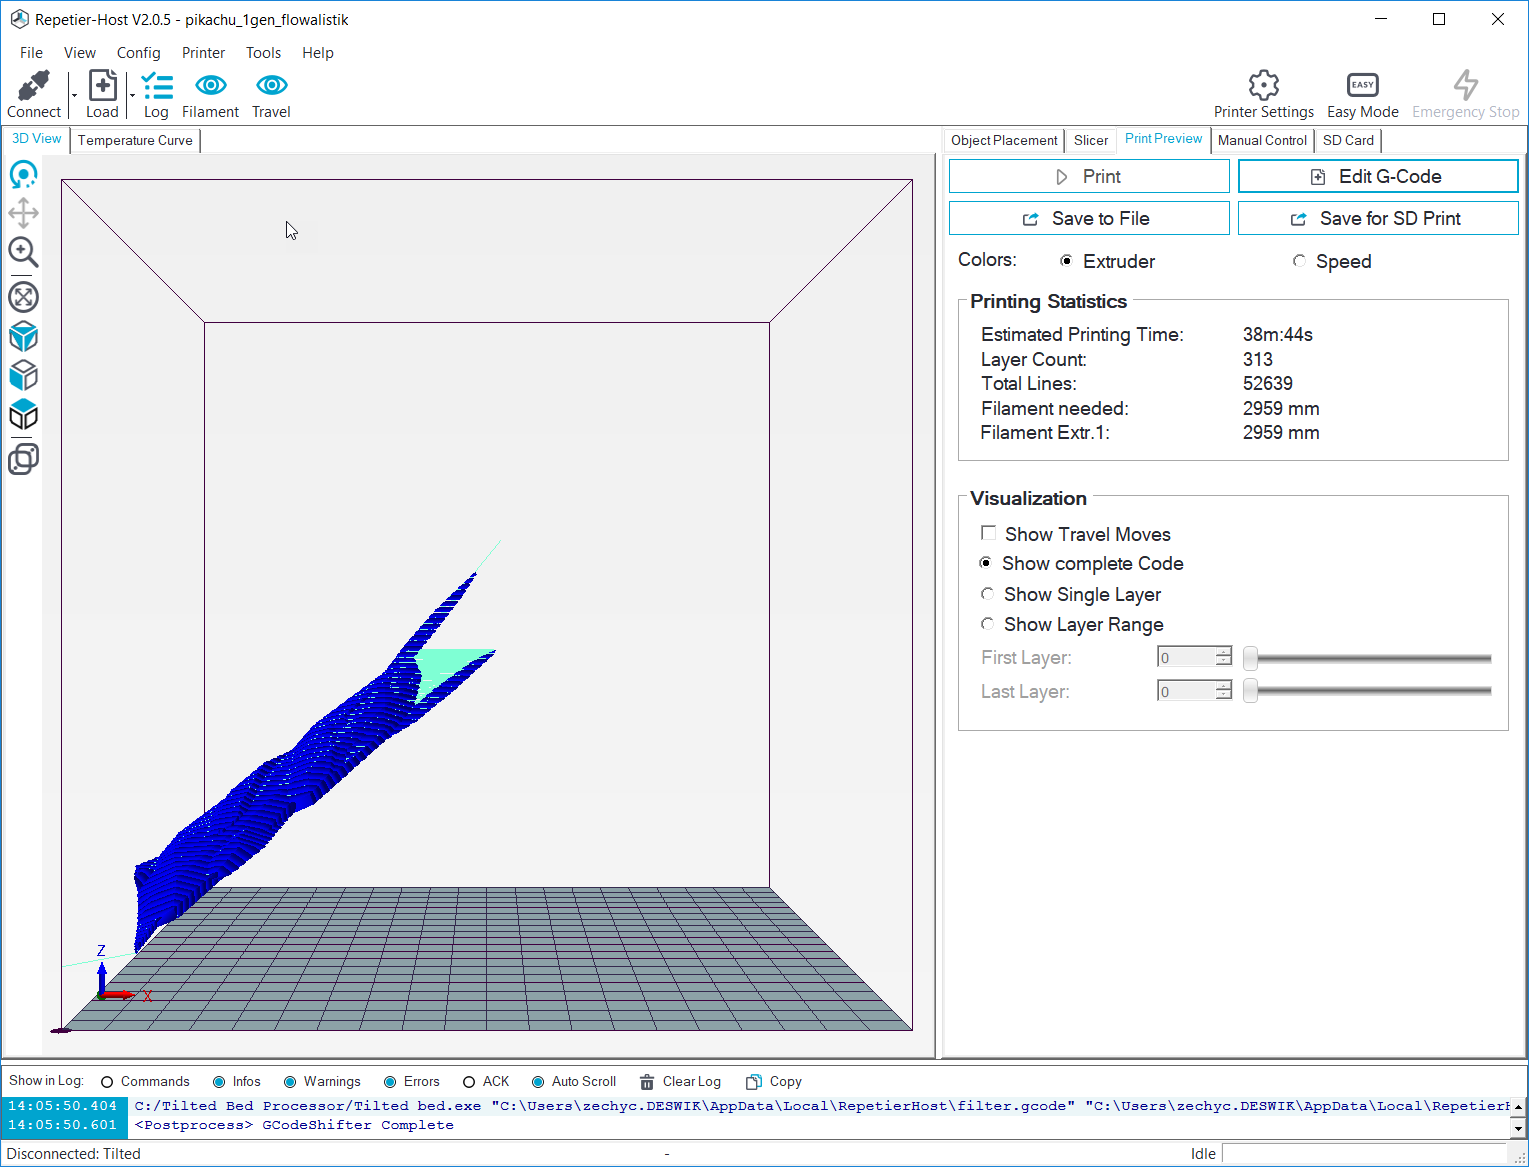 Repetier-Host V2.0.5 - pikachu_1gen_flowalistik
File View Config Printer Tools Help
Connect Load Log Filament Travel Printer Settings EASY Easy Mode Emergency Stop
3D View Temperature Curve Object Placement Slicer Print Preview Manual Control SD Card
Print Edit G-Code
Save to File Save for SD Print
Colors: Extruder Speed
Printing Statistics
Estimated Printing Time: 38m:44s
Layer Count: 313
Total Lines: 52639
Filament needed: 2959 mm
Filament Extr.1: 2959 mm
Visualization
Show Travel Moves
Show complete Code
Show Single Layer
Show Layer Range
First Layer: 0
Last Layer: 0
Z
X
Show in Log: Commands Infos Warnings Errors ACK Auto Scroll Clear Log Copy
14:05:50.404 C:/Tilted Bed Processor/Tilted bed.exe "C:\Users\zechyc.DESWIK\AppData\Local\RepetierHost\filter.gcode" "C:\Users\zechyc.DESWIK\AppData\Local\RepetierH
14:05:50.601 <Postprocess> GCodeShifter Complete
Disconnected: Tilted - Idle